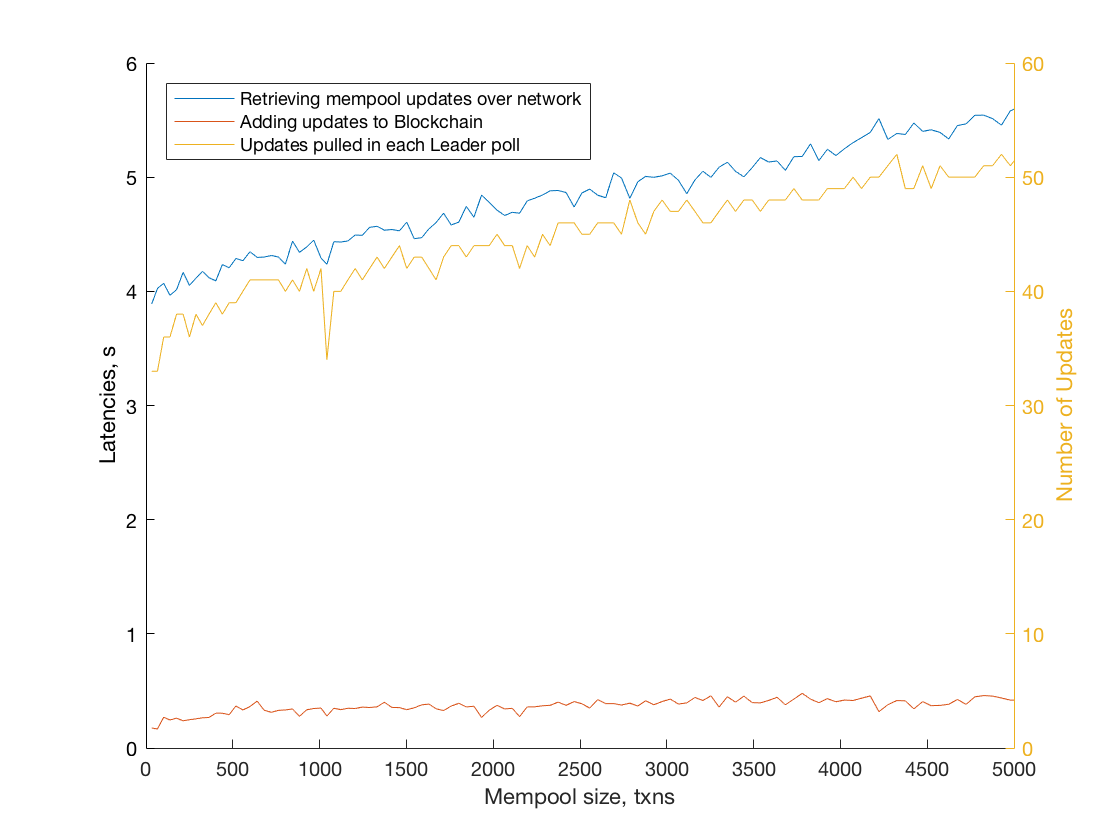 Retrieving mempool updates over network
Adding updates to Blockchain
Updates pulled in each Leader poll
6
5
4
3
2
1
0
Latencies, s
60
50
40
30
20
10
0
Number of Updates
0 500 1000 1500 2000 2500 3000 3500 4000 4500 5000
Mempool size, txns